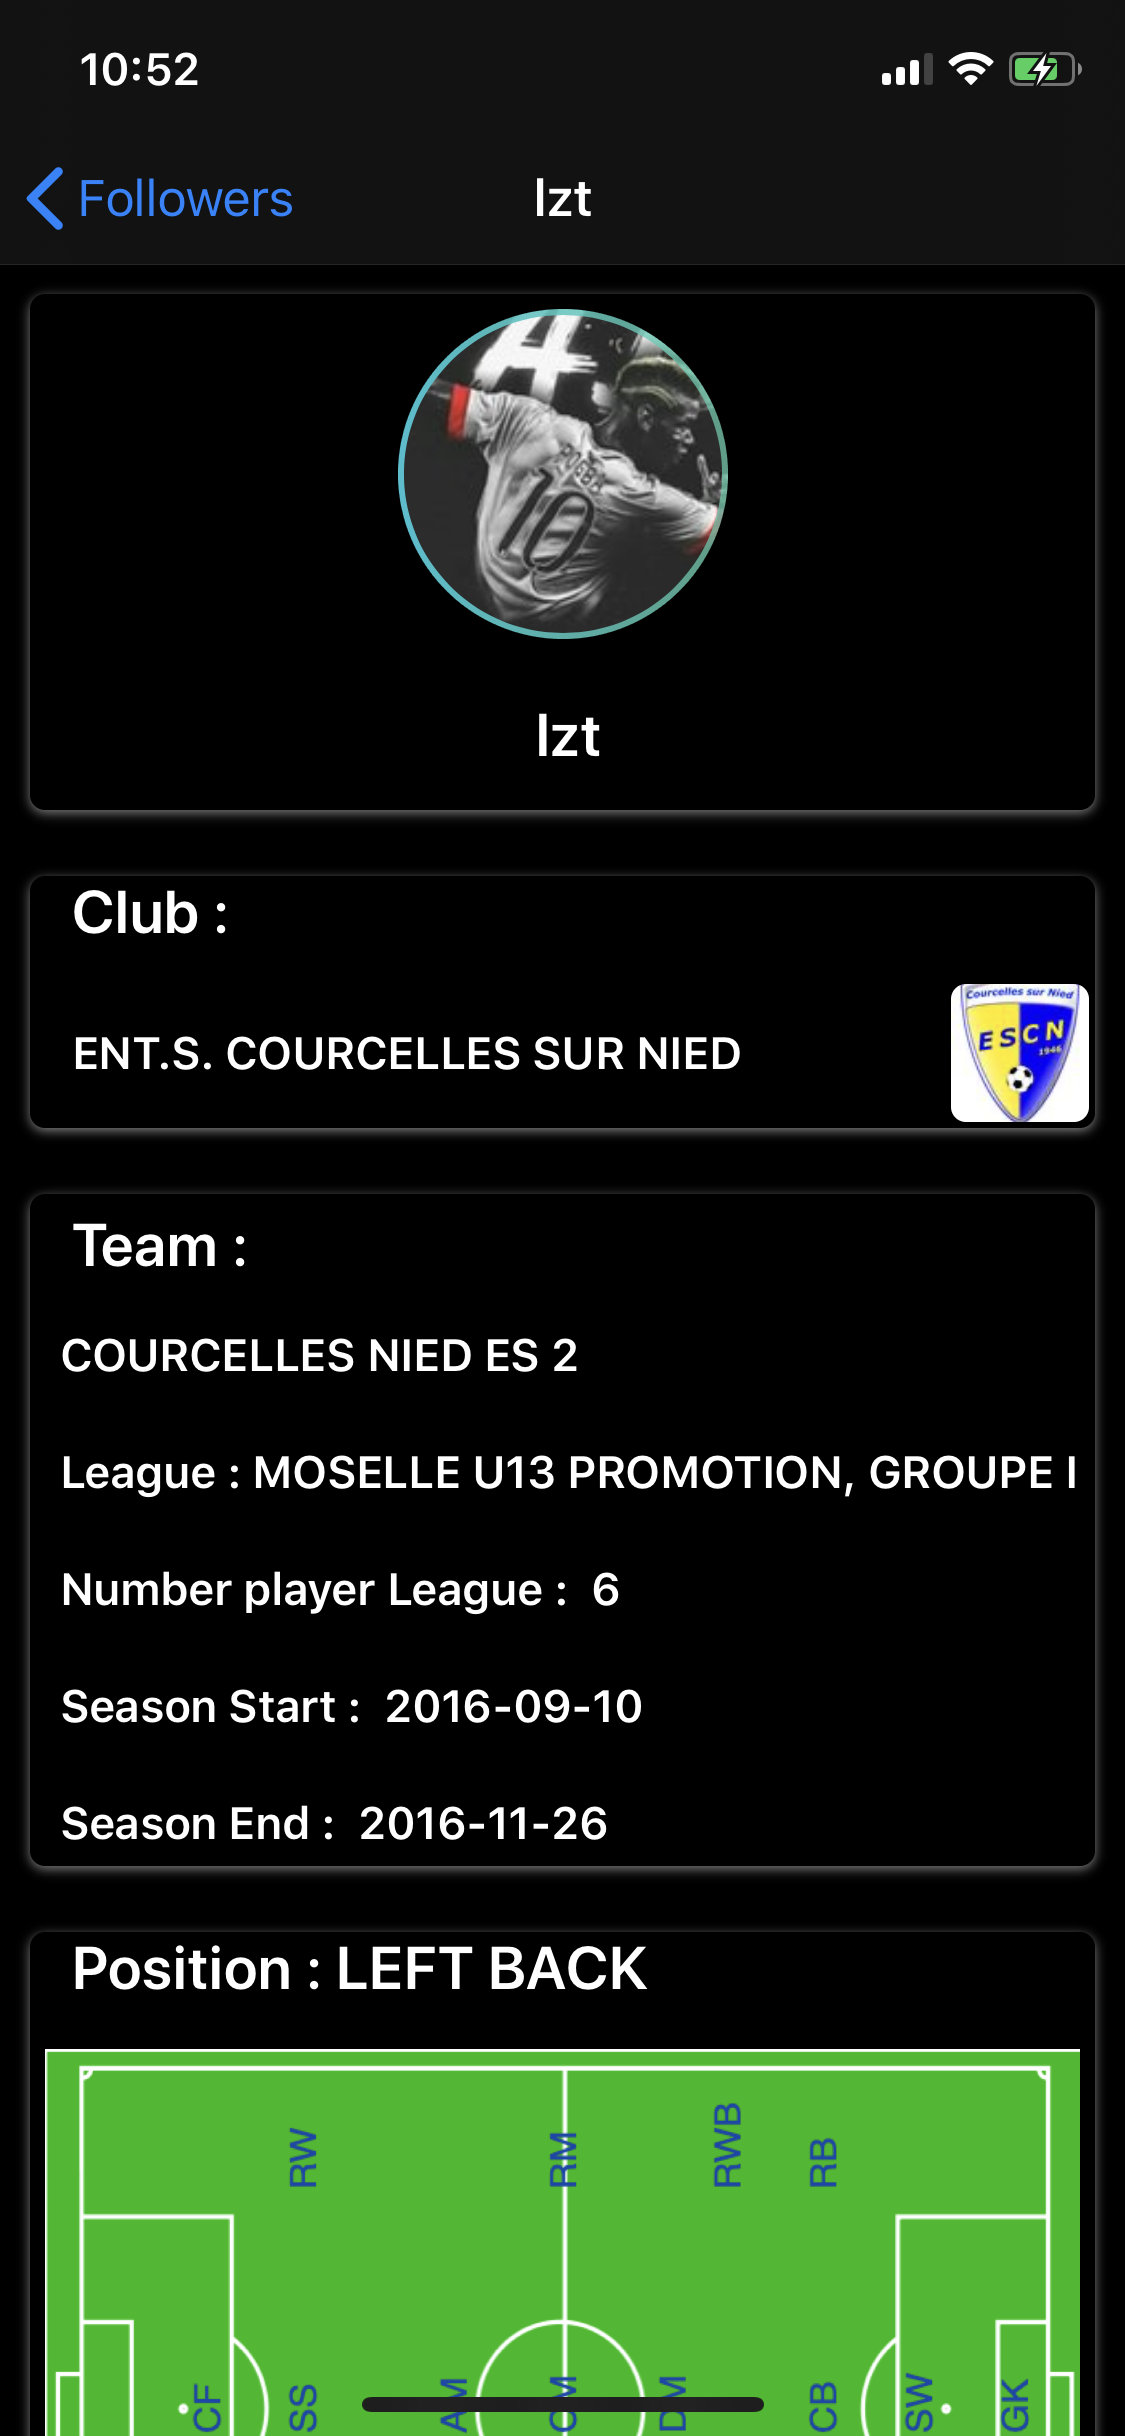 10:52
Followers
lzt
10
lzt
Club :
ENT.S. COURCELLES SUR NIED
Courcelles sur Nied
ESCN
1946
Team :
COURCELLES NIED ES 2
League : MOSELLE U13 PROMOTION, GROUPE I
Number player League : 6
Season Start : 2016-09-10
Season End : 2016-11-26
Position : LEFT BACK
RW
RM
RWB
RB
CF
SS
AM
CM
DM
CB
SW
GK